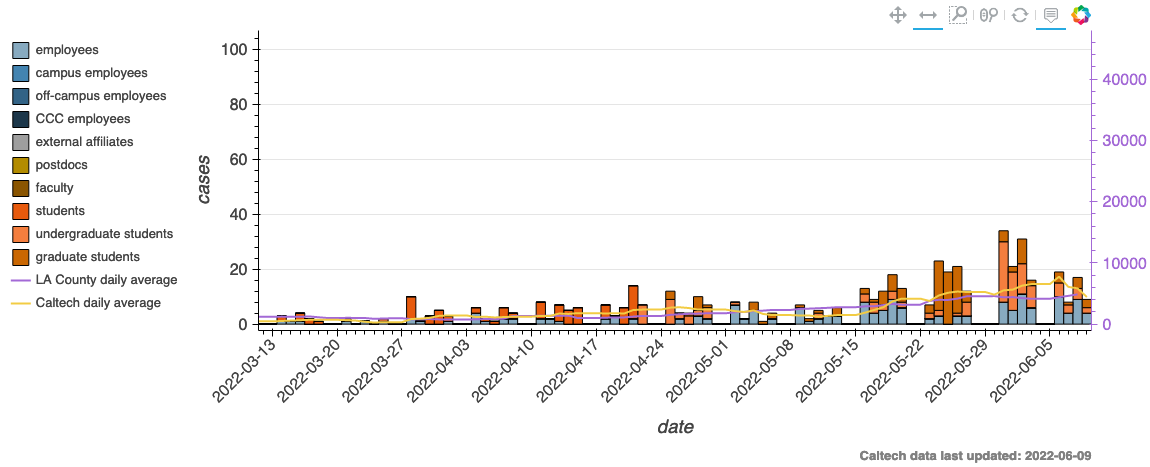 employees
campus employees
off-campus employees
CCC employees
external affiliates
postdocs
faculty
students
undergraduate students
graduate students
LA County daily average
Caltech daily average
cases
100
80
60
40
20
0
40000
30000
20000
10000
0
2022-03-13
2022-03-20
2022-03-27
2022-04-03
2022-04-10
2022-04-17
2022-04-24
2022-05-01
2022-05-08
2022-05-15
2022-05-22
2022-05-29
2022-06-05
date
Caltech data last updated: 2022-06-09